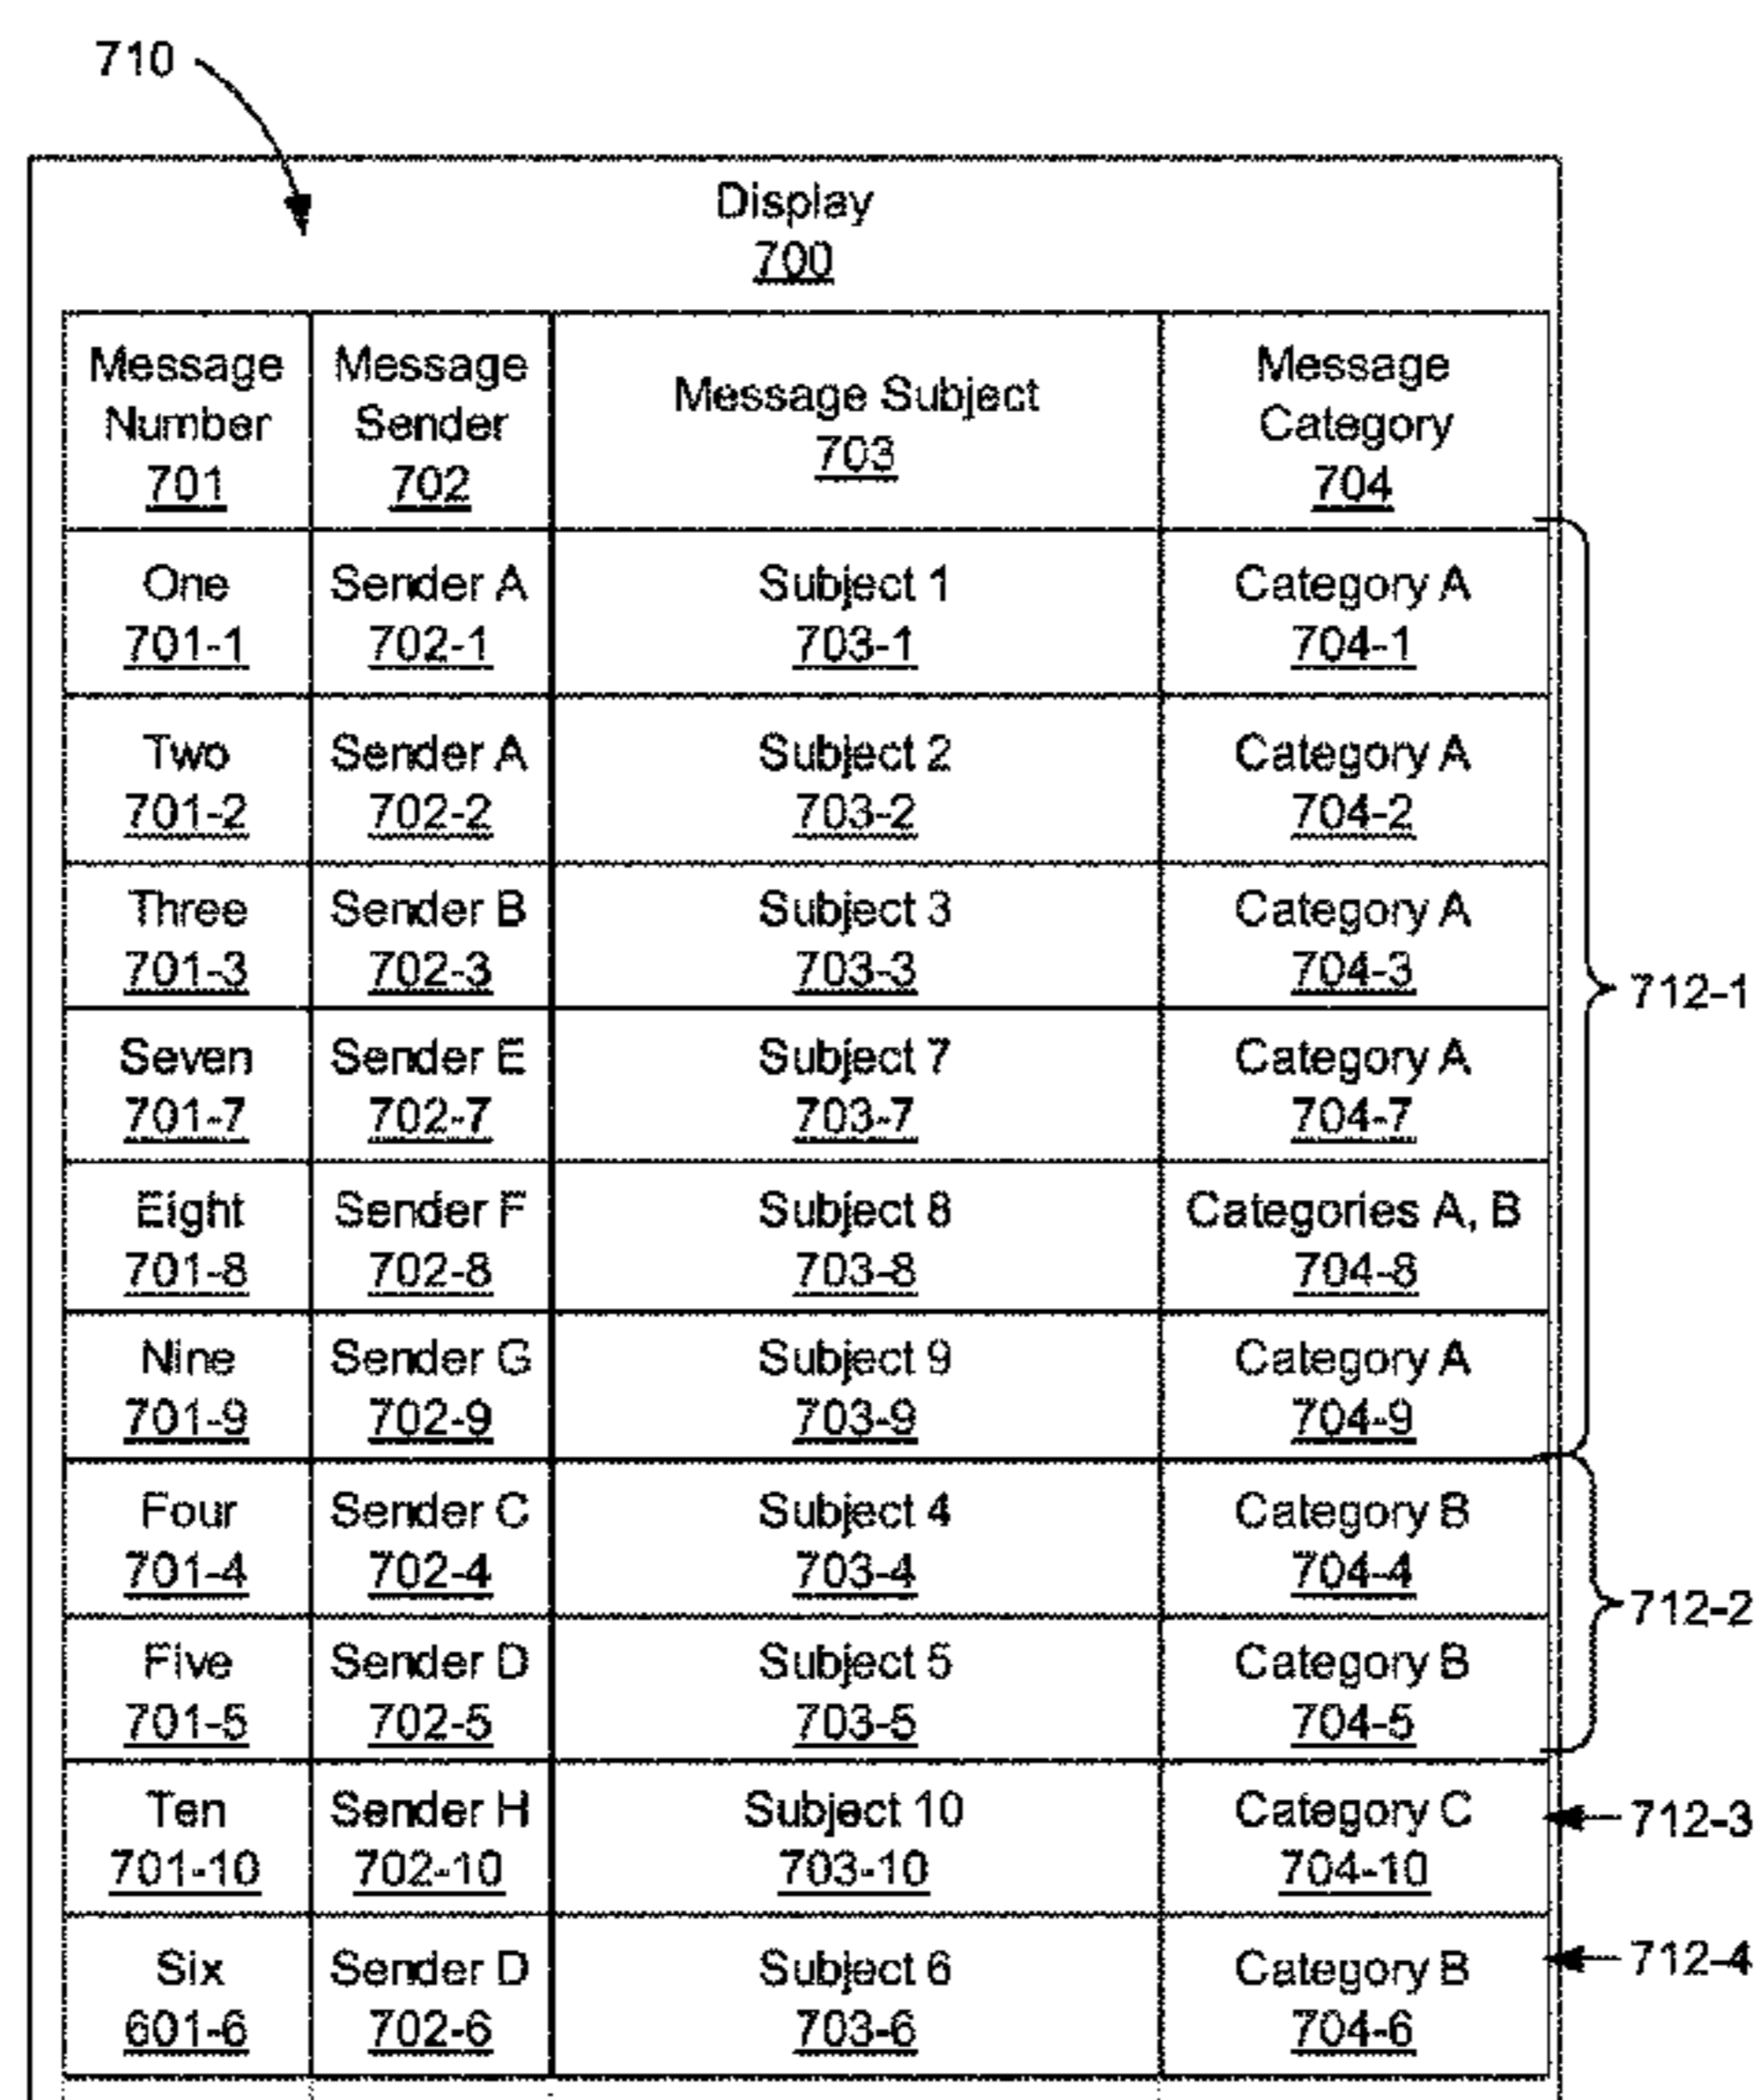 710
Display
700
Message Number 701
Message Sender 702
Message Subject 703
Message Category 704
One Sender A Subject 1 Category A
701-1 702-1 703-1 704-1
Two Sender A Subject 2 Category A
701-2 702-2 703-2 704-2
Three Sender B Subject 3 Category A
701-3 702-3 703-3 704-3
712-1
Seven Sender E Subject 7 Category A
701-7 702-7 703-7 704-7
Eight Sender F Subject 8 Categories A, B
701-8 702-8 703-8 704-8
Nine Sender G Subject 9 Category A
701-9 702-9 703-9 704-9
Four Sender C Subject 4 Category B
701-4 702-4 703-4 704-4
712-2
Five Sender D Subject 5 Category B
701-5 702-5 703-5 704-5
Ten Sender H Subject 10 Category C 712-3
701-10 702-10 703-10 704-10
Six Sender D Subject 6 Category B 712-4
601-6 702-6 703-6 704-6